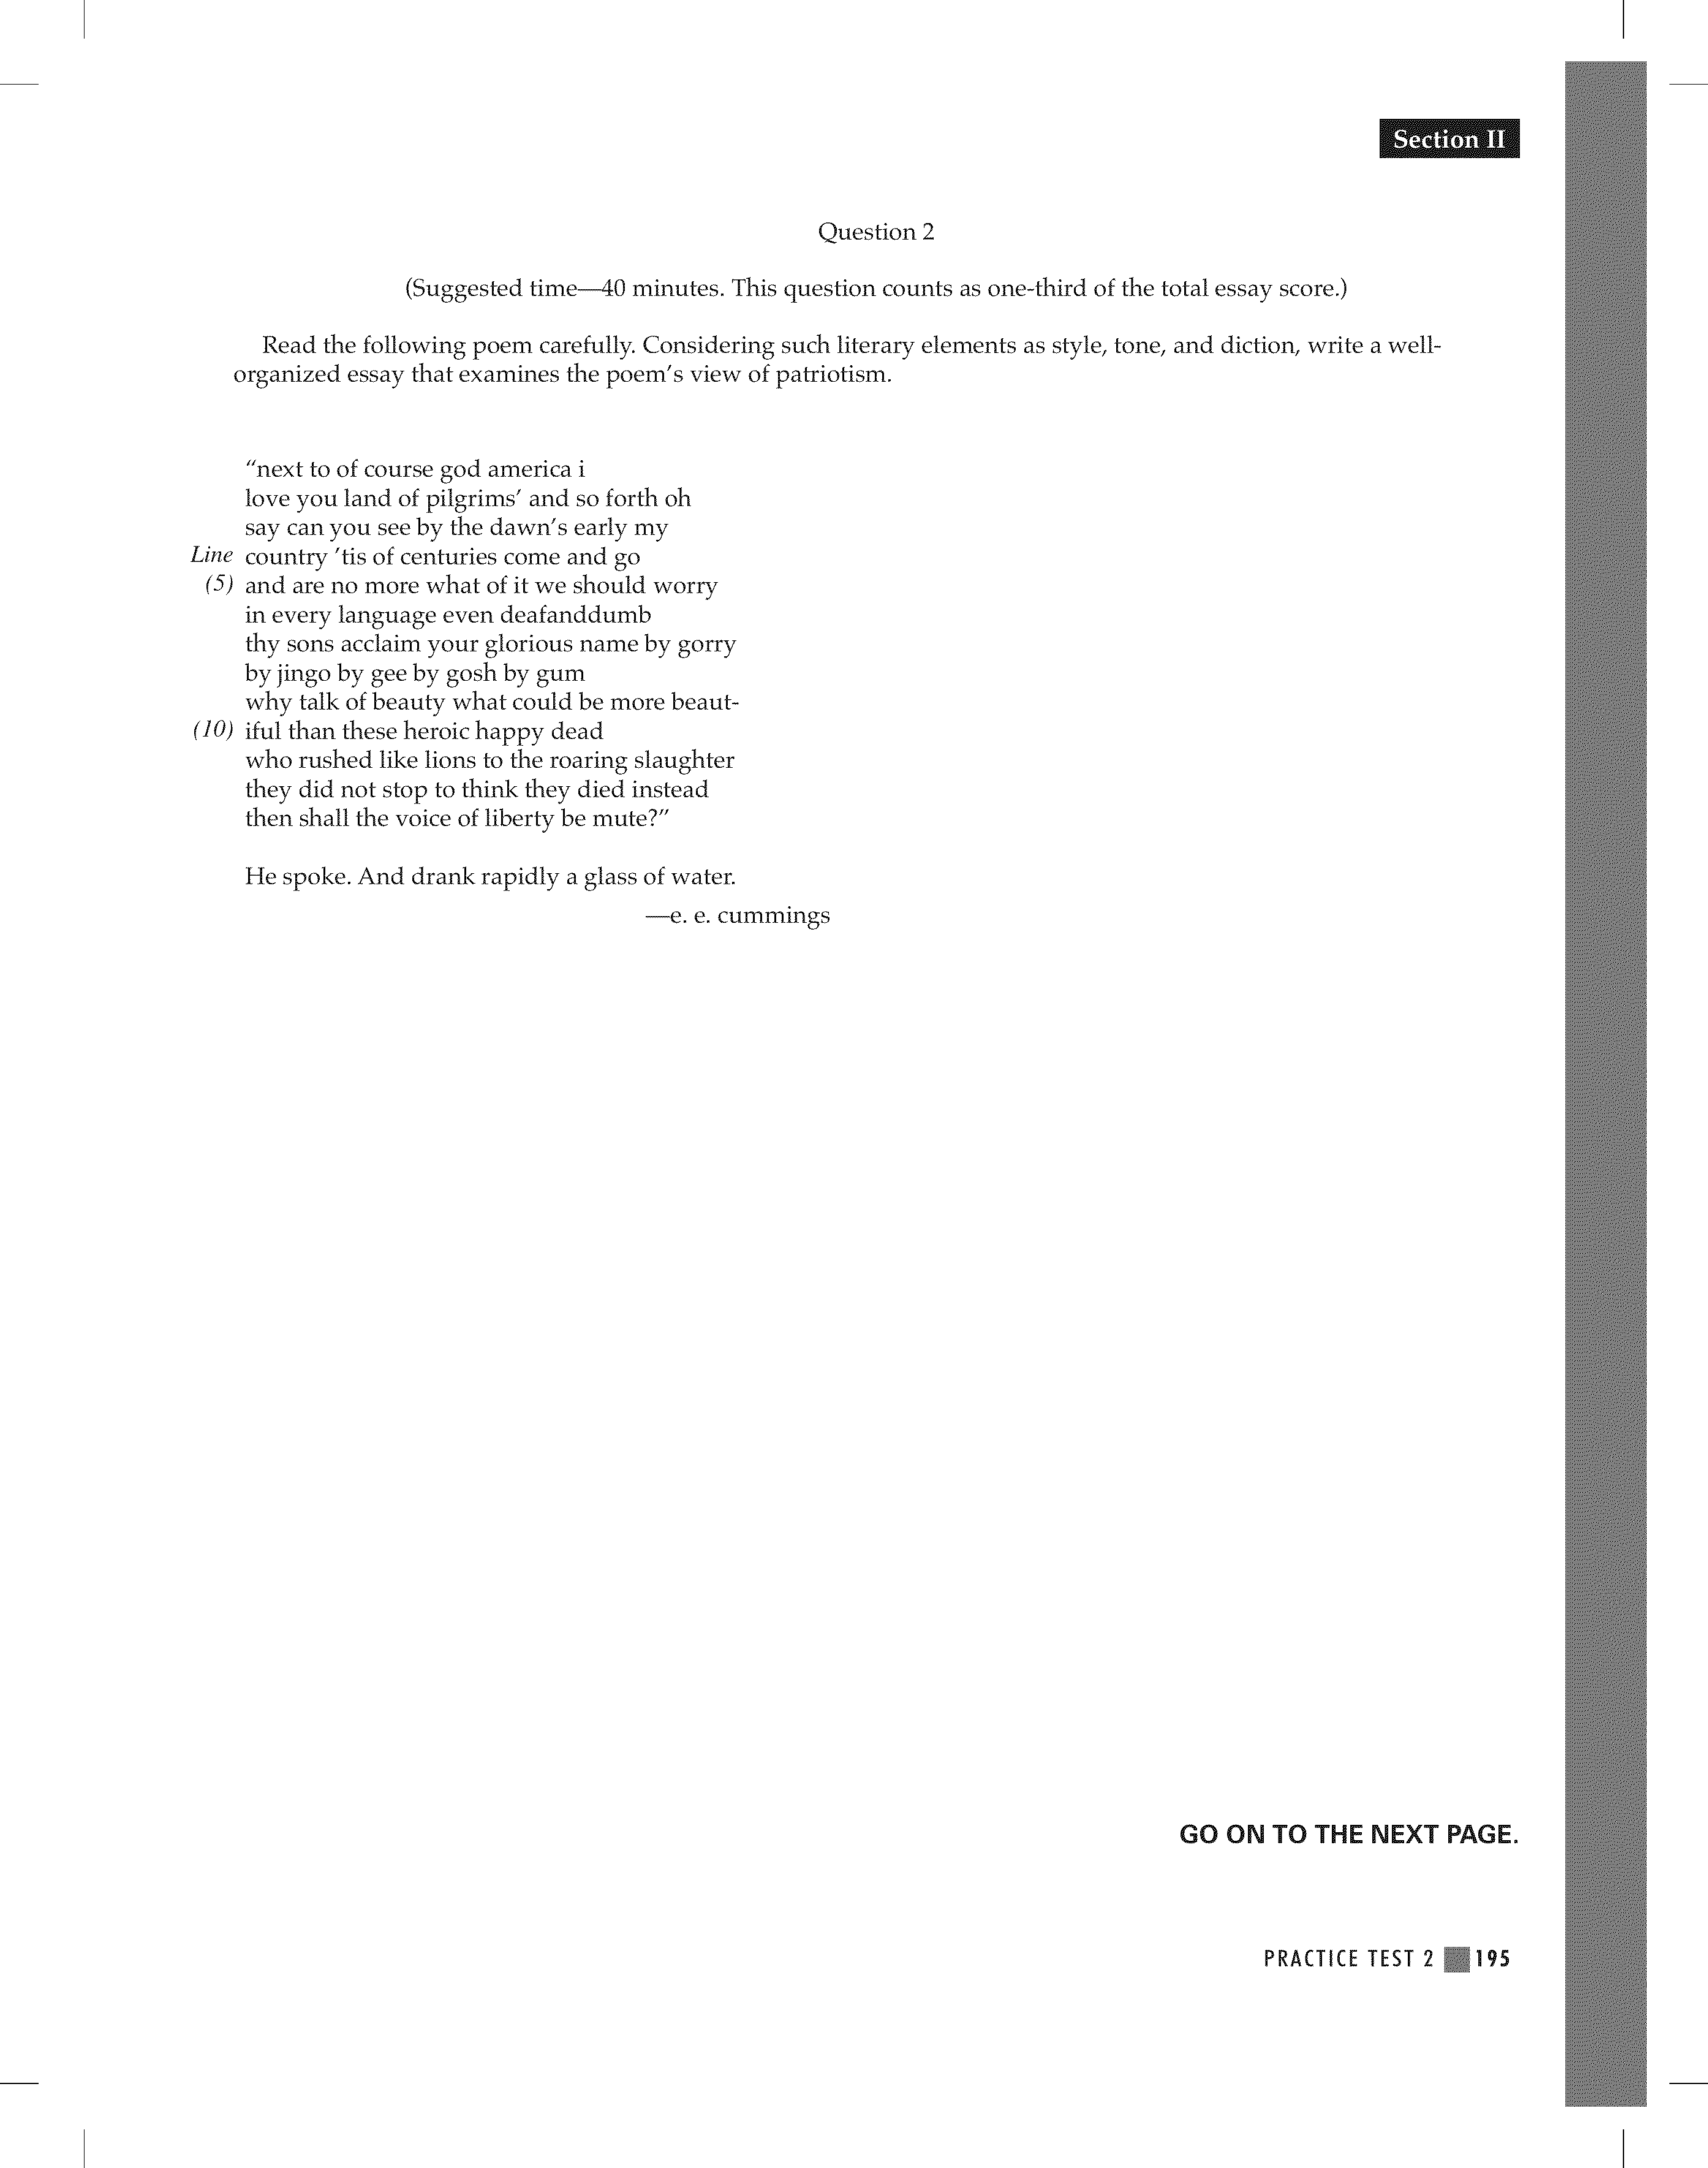 Section II
Question 2
(Suggested time—40 minutes. This question counts as one-third of the total essay score.)
Read the following poem carefully. Considering such literary elements as style, tone, and diction, write a well-
organized essay that examines the poem's view of patriotism.
"next to of course god america i
love you land of pilgrims' and so forth oh
say can you see by the dawn's early my
Line country 'tis of centuries come and go
(5) and are no more what of it we should worry
in every language even deafanddumb
thy sons acclaim your glorious name by gorry
by jingo by gee by gosh by gum
why talk of beauty what could be more beaut-
(10) iful than these heroic happy dead
who rushed like lions to the roaring slaughter
they did not stop to think they died instead
then shall the voice of liberty be mute?"
He spoke. And drank rapidly a glass of water.
—e. e. cummings
GO ON TO THE NEXT PAGE.
PRACTICE TEST 2 195